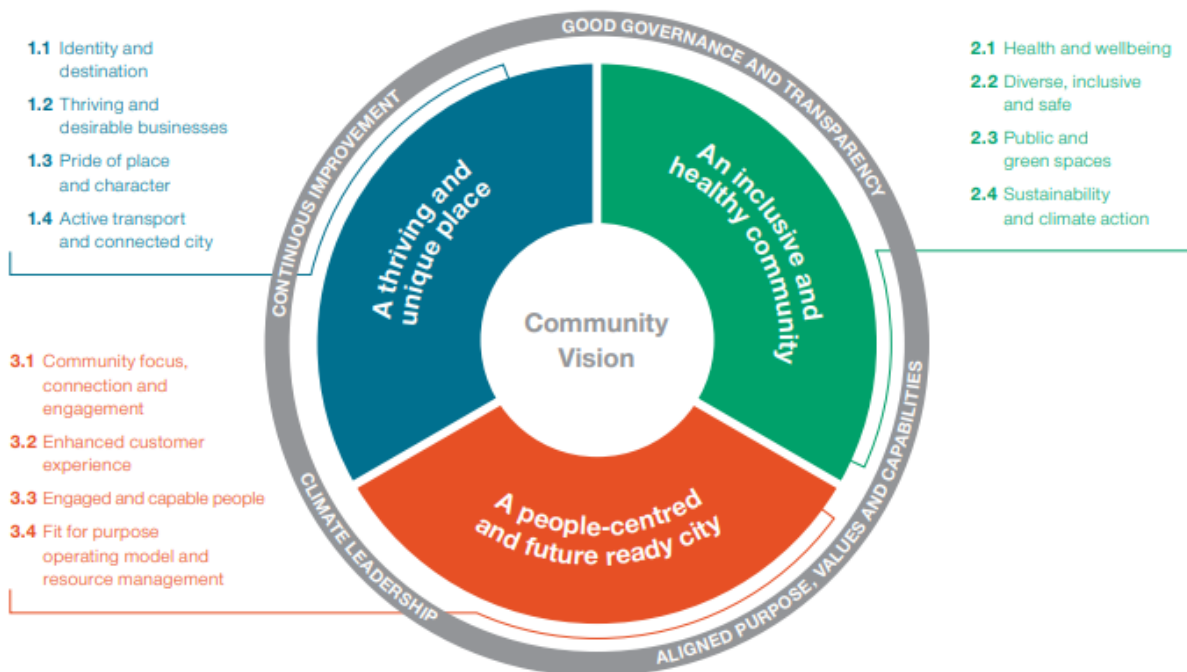 1.1 Identity and
destination
1.2 Thriving and
desirable businesses
1.3 Pride of place
and character
1.4 Active transport
and connected city
GOOD GOVERNANCE AND TRANSPARENCY
2.1 Health and wellbeing
2.2 Diverse, inclusive
and safe
2.3 Public and
green spaces
2.4 Sustainability
and climate action
CONTINUOUS IMPROVEMENT
A thriving and
unique place
An inclusive and
healthy community
Community
Vision
3.1 Community focus,
connection and
engagement
3.2 Enhanced customer
experience
3.3 Engaged and capable people
3.4 Fit for purpose
operating model and
resource management
CLIMATE LEADERSHIP
A people-centred
and future ready city
ALIGNED PURPOSE, VALUES AND CAPABILITIES